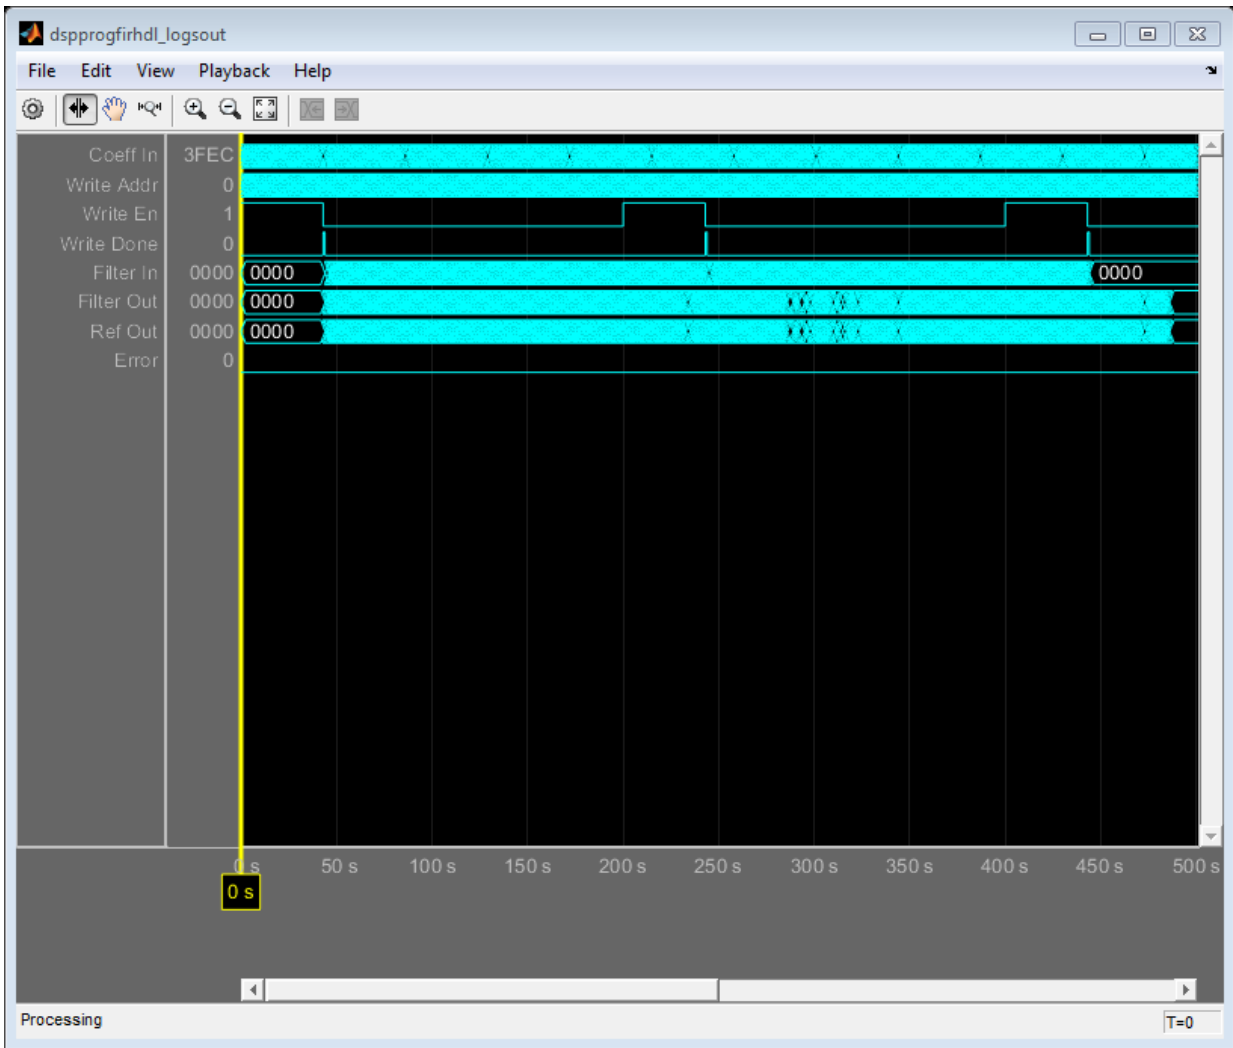 dspprogfirhdl_logsout
File Edit View Playback Help
Coeff In 3FEC
Write Addr 0
Write En 1
Write Done 0
Filter In 0000 0000 0000
Filter Out 0000 0000
Ref Out 0000 0000
Error 0
0 s 50 s 100 s 150 s 200 s 250 s 300 s 350 s 400 s 450 s 500 s
0 s
Processing T=0